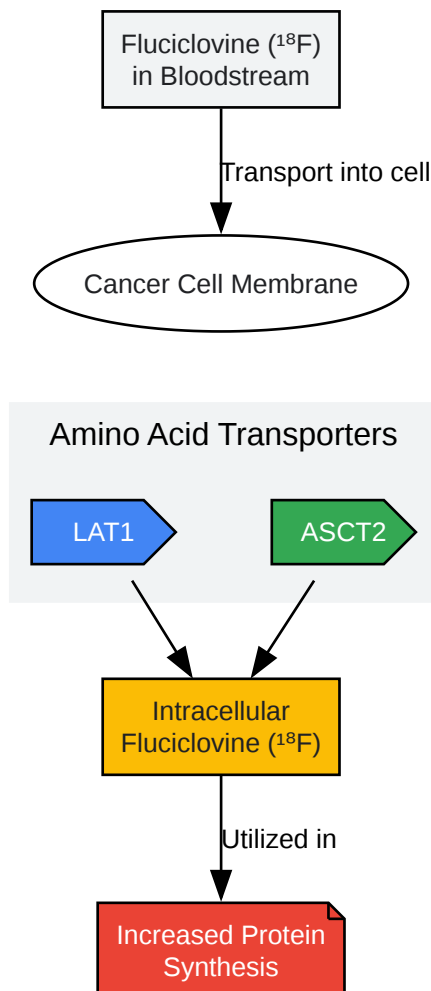 Fluciclovine (¹⁸F)
in Bloodstream
Transport into cell
Cancer Cell Membrane
Amino Acid Transporters
LAT1
ASCT2
Intracellular
Fluciclovine (¹⁸F)
Utilized in
Increased Protein
Synthesis